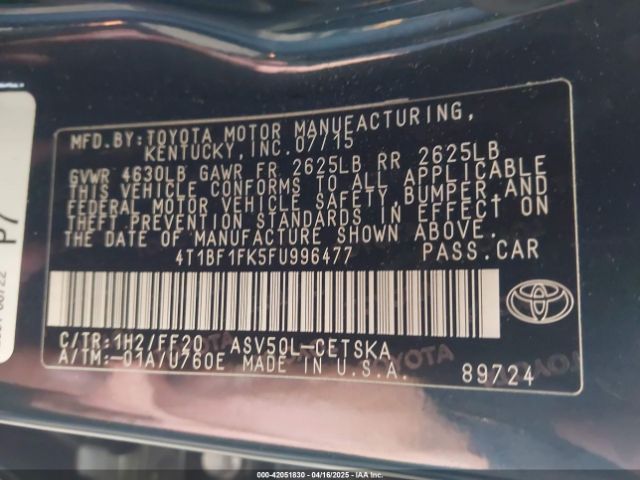 MFD.BY:TOYOTA MOTOR MANUFACTURING,
KENTUCKY,INC.07/15
GVWR 4630LB GAWR FR 2625LB RR 2625LB
THIS VEHICLE CONFORMS TO ALL APPLICABLE
FEDERAL MOTOR VEHICLE SAFETY,BUMPER,AND
THEFT PREVENTION STANDARDS IN EFFECT ON
THE DATE OF MANUFACTURE SHOWN ABOVE.
4T1BF1FK5FU996477 PASS.CAR
C/TR:1H2/FF20 ASV50L-CETSKA
A/TM:-01A/U760E MADE IN U.S.A.
89724
P7
000-42051830 - 04/16/2025 - IAAI.COM